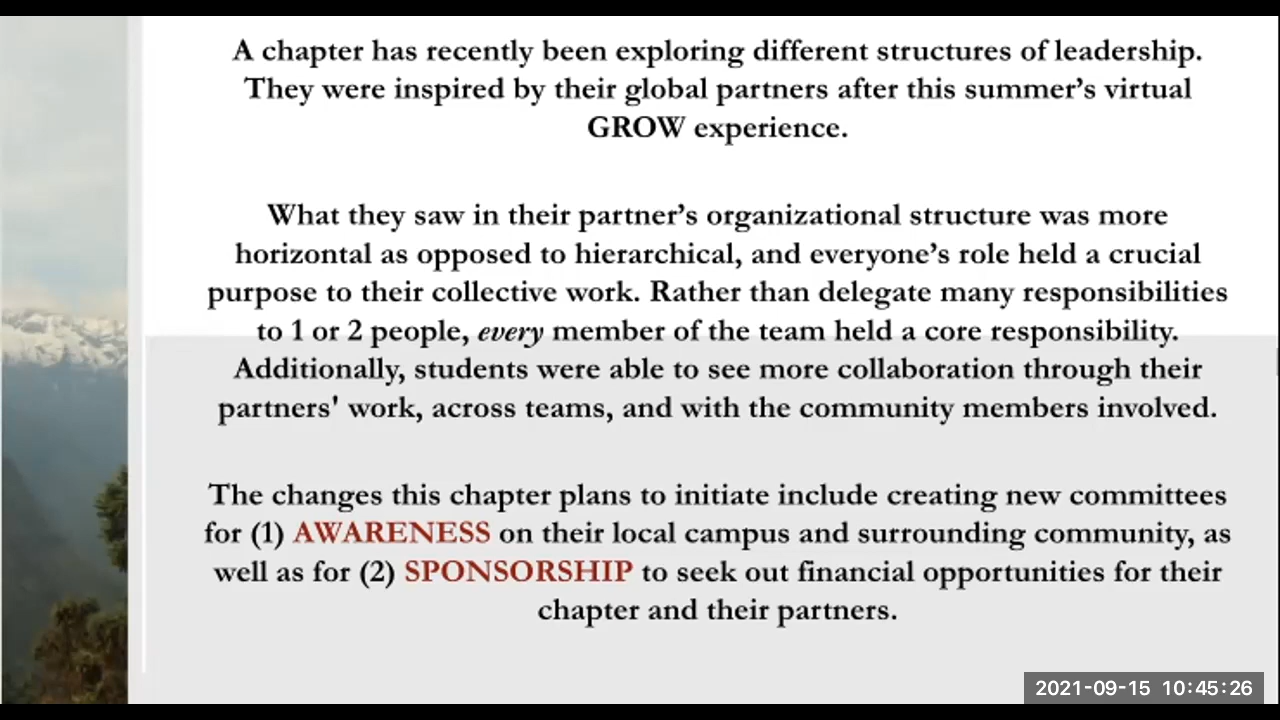 A chapter has recently been exploring different structures of leadership.
They were inspired by their global partners after this summer’s virtual
GROW experience.
What they saw in their partner’s organizational structure was more
horizontal as opposed to hierarchical, and everyone’s role held a crucial
purpose to their collective work. Rather than delegate many responsibilities
to 1 or 2 people, every member of the team held a core responsibility.
Additionally, students were able to see more collaboration through their
partners' work, across teams, and with the community members involved.
The changes this chapter plans to initiate include creating new committees
for (1) AWARENESS on their local campus and surrounding community, as
well as for (2) SPONSORSHIP to seek out financial opportunities for their
chapter and their partners.
2021-09-15 10:45:26